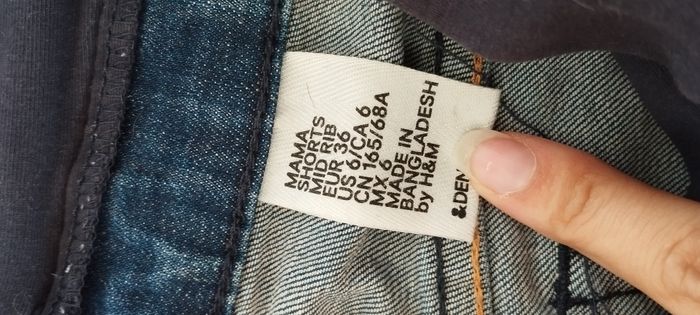 MAMA
SHORTS
MID RIB
EUR 36
US 6/CA 6
CN 165/68A
MX 6
MADE IN
BANGLADESH
by H&M